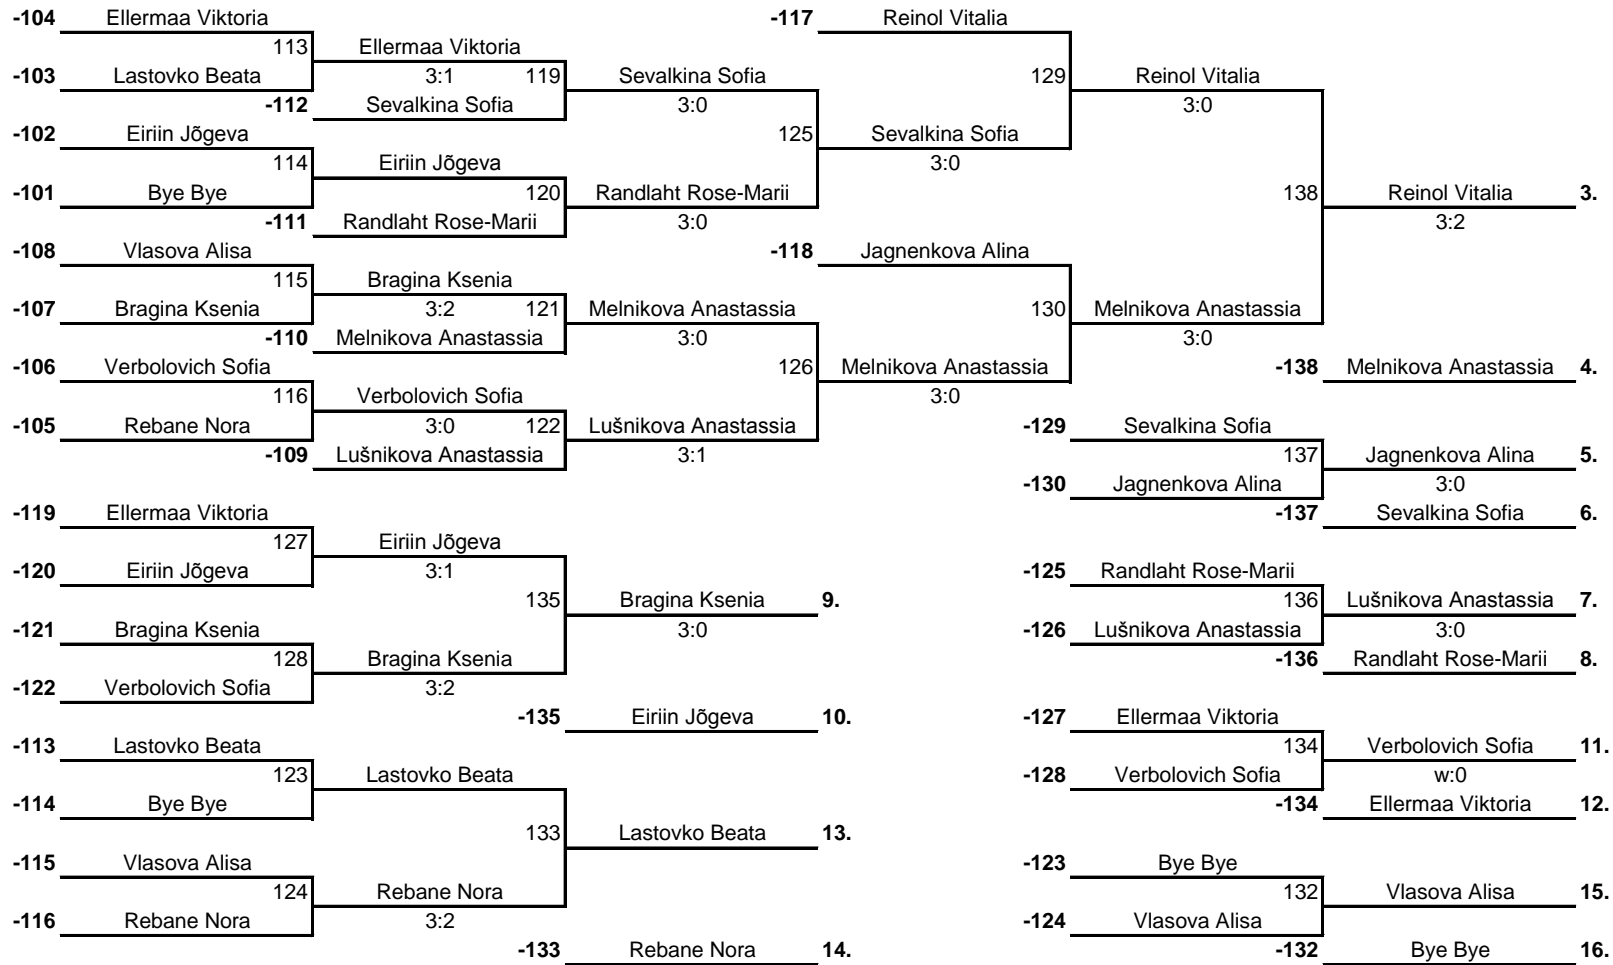 -104 Ellermaa Viktoria -117 Reinol Vitalia
113 Ellermaa Viktoria
-103 Lastovko Beata 3:1 119 Sevalkina Sofia 129 Reinol Vitalia
-112 Sevalkina Sofia 3:0 3:0
-102 Eiriin Jõgeva 125 Sevalkina Sofia
114 Eiriin Jõgeva 3:0
-101 Bye Bye 120 Randlaht Rose-Marii 138 Reinol Vitalia 3.
-111 Randlaht Rose-Marii 3:0 3:2
-108 Vlasova Alisa -118 Jagnenkova Alina
115 Bragina Ksenia
-107 Bragina Ksenia 3:2 121 Melnikova Anastassia 130 Melnikova Anastassia
-110 Melnikova Anastassia 3:0 3:0
-106 Verbolovich Sofia 126 Melnikova Anastassia -138 Melnikova Anastassia 4.
116 Verbolovich Sofia 3:0
-105 Rebane Nora 3:0 122 Lušnikova Anastassia -129 Sevalkina Sofia
-109 Lušnikova Anastassia 3:1 137 Jagnenkova Alina 5.
-130 Jagnenkova Alina 3:0
-119 Ellermaa Viktoria -137 Sevalkina Sofia 6.
127 Eiriin Jõgeva
-120 Eiriin Jõgeva 3:1 -125 Randlaht Rose-Marii
135 Bragina Ksenia 9. 136 Lušnikova Anastassia 7.
-121 Bragina Ksenia 3:0 -126 Lušnikova Anastassia 3:0
128 Bragina Ksenia -136 Randlaht Rose-Marii 8.
-122 Verbolovich Sofia 3:2
-135 Eiriin Jõgeva 10. -127 Ellermaa Viktoria
-113 Lastovko Beata 134 Verbolovich Sofia 11.
123 Lastovko Beata -128 Verbolovich Sofia w:0
-114 Bye Bye -134 Ellermaa Viktoria 12.
133 Lastovko Beata 13.
-115 Vlasova Alisa -123 Bye Bye
124 Rebane Nora 132 Vlasova Alisa 15.
-116 Rebane Nora 3:2 -124 Vlasova Alisa
-133 Rebane Nora 14. -132 Bye Bye 16.